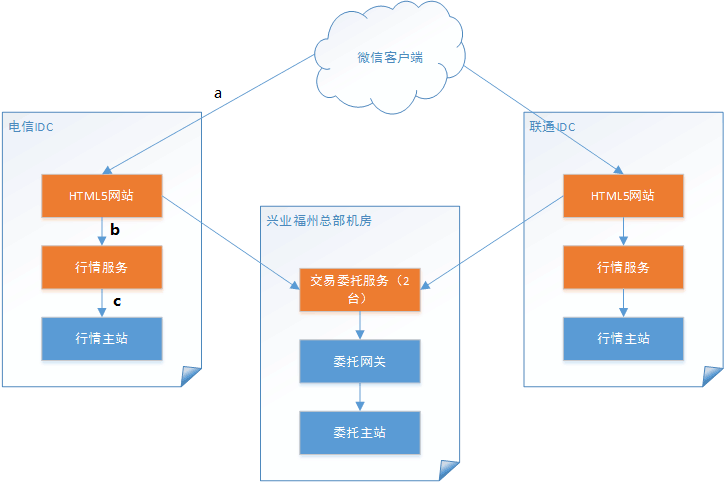 微信客户端
a
电信IDC
联通IDC
HTML5网站
HTML5网站
兴业福州总部机房
b
行情服务
行情服务
交易委托服务（2
台）
c
行情主站
行情主站
委托网关
委托主站